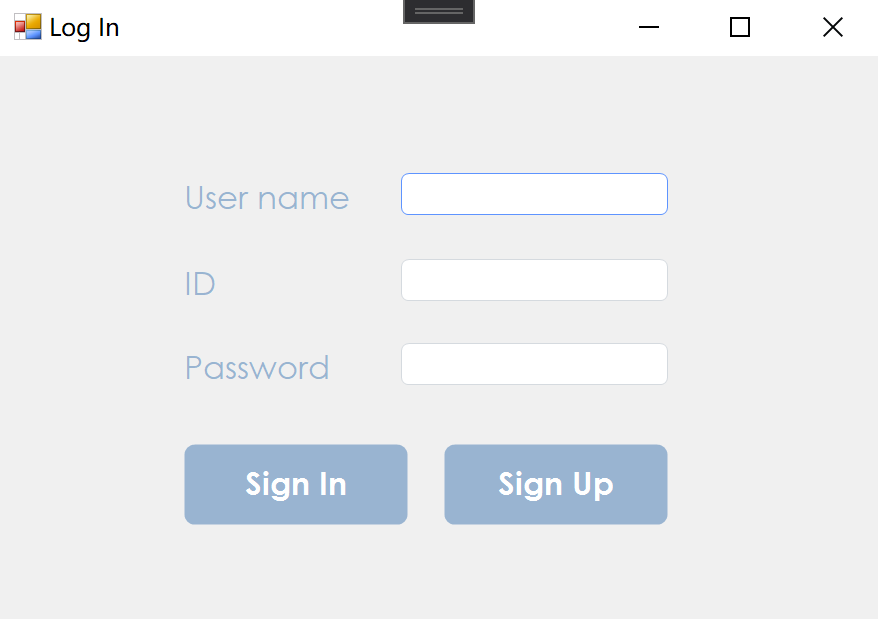 Log In
User name
ID
Password
Sign In
Sign Up